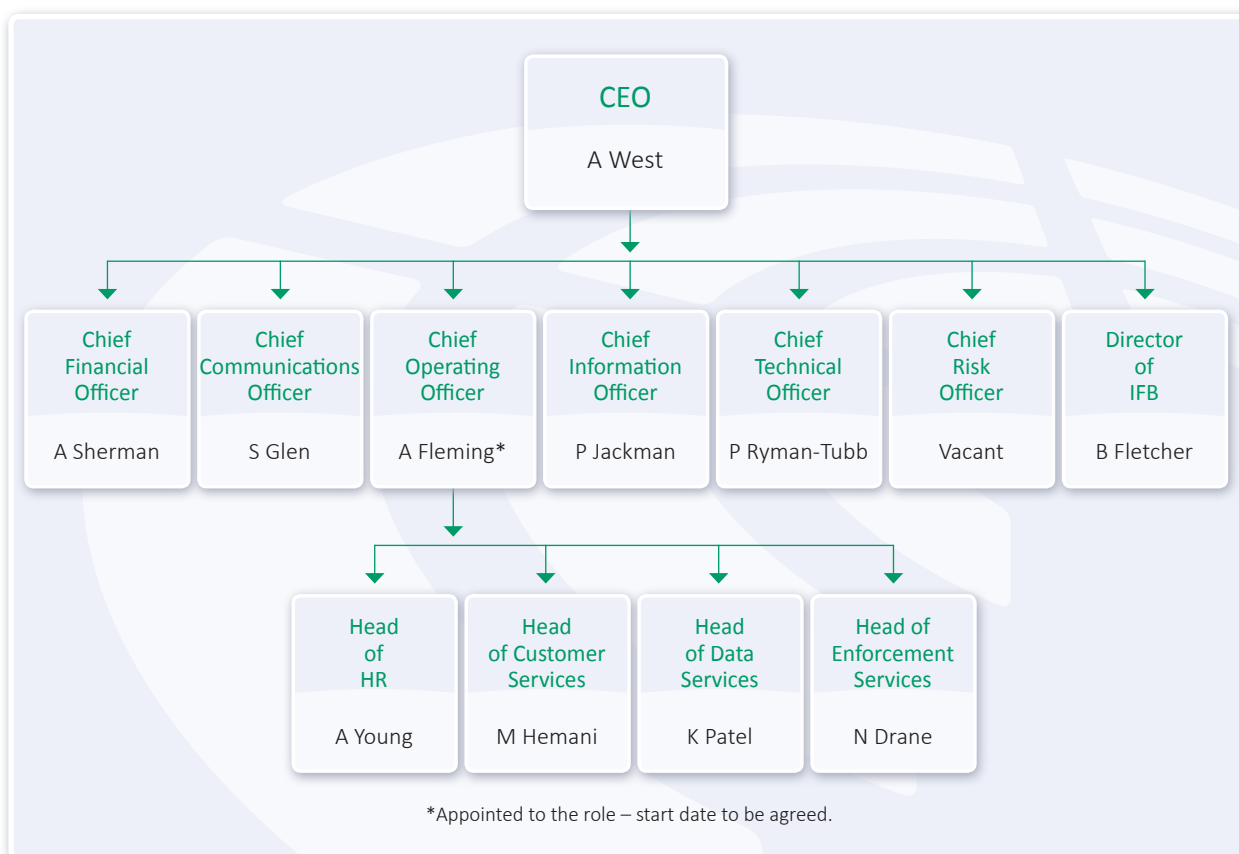 CEO
A West
Chief
Financial
Officer
A Sherman
Chief
Communications
Officer
S Glen
Chief
Operating
Officer
A Fleming*
Chief
Information
Officer
P Jackman
Chief
Technical
Officer
P Ryman-Tubb
Chief
Risk
Officer
Vacant
Director
of
IFB
B Fletcher
Head
of
HR
A Young
Head
of Customer
Services
M Hemani
Head
of Data
Services
K Patel
Head of
Enforcement
Services
N Drane
*Appointed to the role – start date to be agreed.